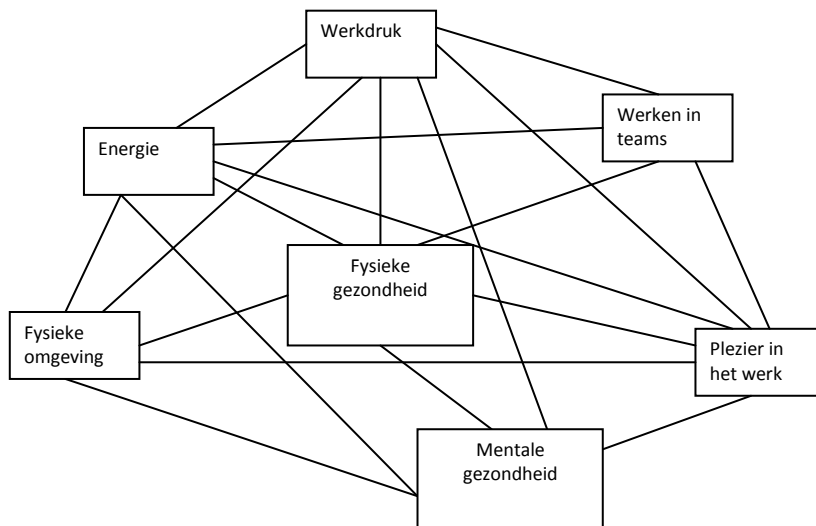 Werkdruk
Werken in
teams
Energie
Fysieke
gezondheid
Fysieke
omgeving
Plezier in
het werk
Mentale
gezondheid